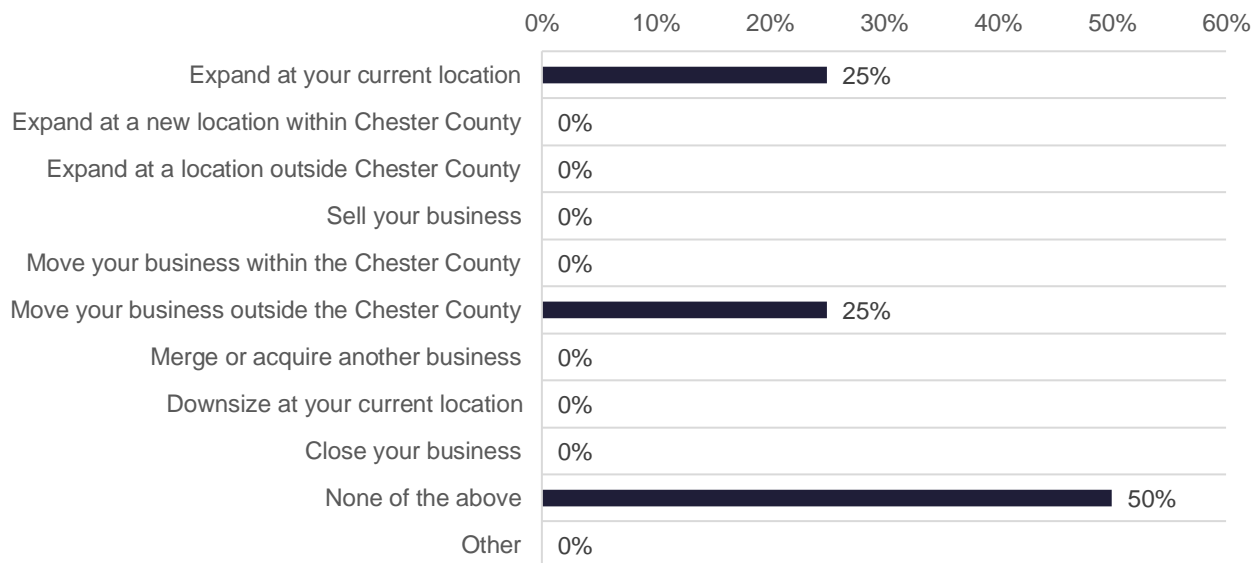 0% 10% 20% 30% 40% 50% 60%
Expand at your current location 25%
Expand at a new location within Chester County 0%
Expand at a location outside Chester County 0%
Sell your business 0%
Move your business within the Chester County 0%
Move your business outside the Chester County 25%
Merge or acquire another business 0%
Downsize at your current location 0%
Close your business 0%
None of the above 50%
Other 0%